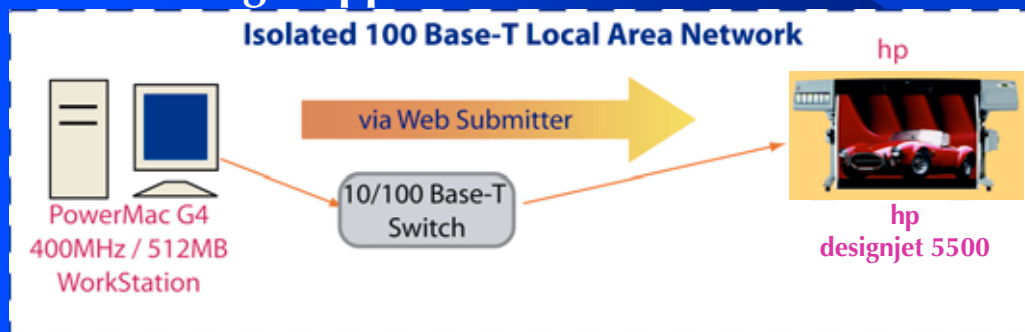 Isolated 100 Base-T Local Area Network
hp
via Web Submitter
10/100 Base-T
Switch
PowerMac G4
400MHz / 512MB
WorkStation
hp
designjet 5500